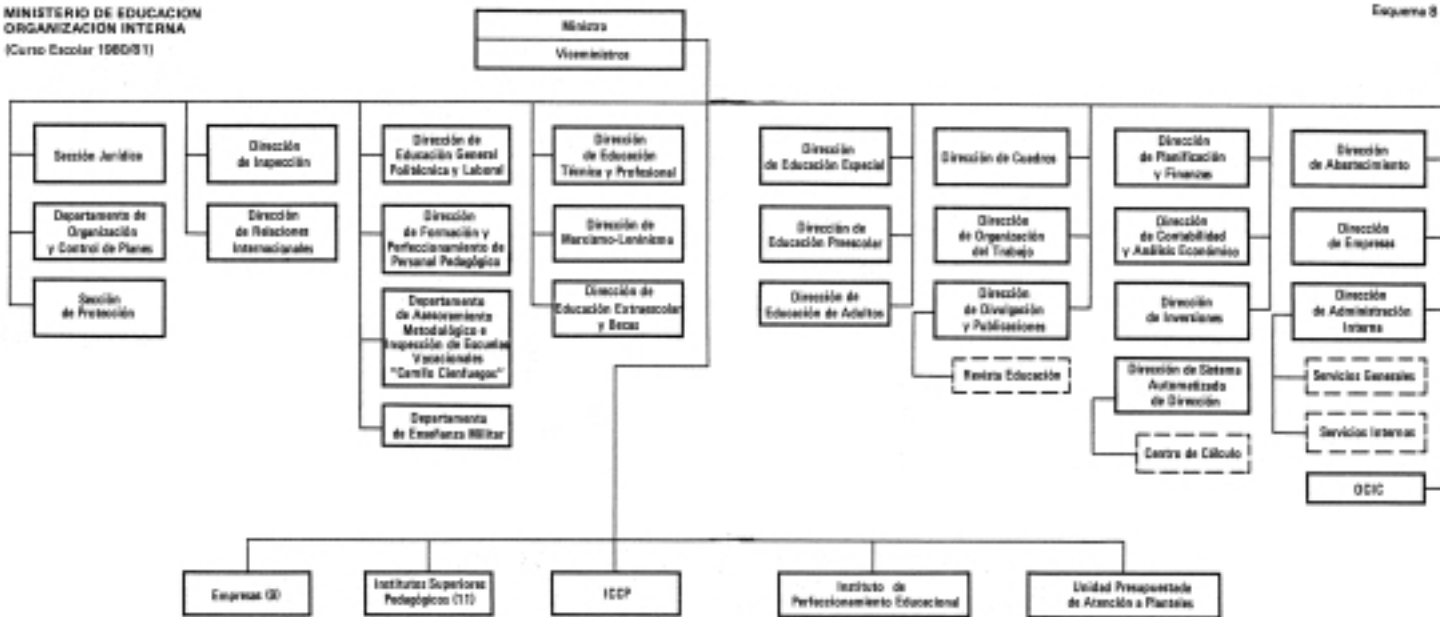 MINISTERIO DE EDUCACION
ORGANIZACION INTERNA
(Curso Escolar 1980/81)
Esquema 8
Ministro
Viceministros
Sección Jurídica
Departamento de
Organización
y Control de Planes
Sección
de Protección
Dirección
de Inspección
Dirección
de Relaciones
Internacionales
Dirección de
Educación General
Politécnica y Laboral
Dirección
de Formación y
Perfeccionamiento de
Personal Pedagógico
Departamento
de Asesoramiento
Metodológico e
Inspección de Escuelas
Vocacionales
"Camilo Cienfuegos"
Departamento
de Enseñanza Militar
Dirección
de Educación
Técnica y Profesional
Dirección de
Marxismo-Leninismo
Dirección de
Educación Extraescolar
y Becas
Dirección
de Educación Especial
Dirección de
Educación Preescolar
Dirección de
Educación de Adultos
Dirección de Cuadros
Dirección
de Organización
del Trabajo
Dirección
de Divulgación
y Publicaciones
Revista Educación
Dirección
de Planificación
y Finanzas
Dirección
de Contabilidad
y Análisis Económico
Dirección
de Inversiones
Dirección de Sistema
Automatizado
de Dirección
Centro de Cálculo
Dirección
de Abastecimiento
Dirección
de Empresas
Dirección
de Administración
Interna
Servicios Generales
Servicios Internos
Empresas
Institutos Superiores
Pedagógicos (11)
ICCP
Instituto de
Perfeccionamiento Educacional
Unidad Presupuestada
de Atención a Planteles